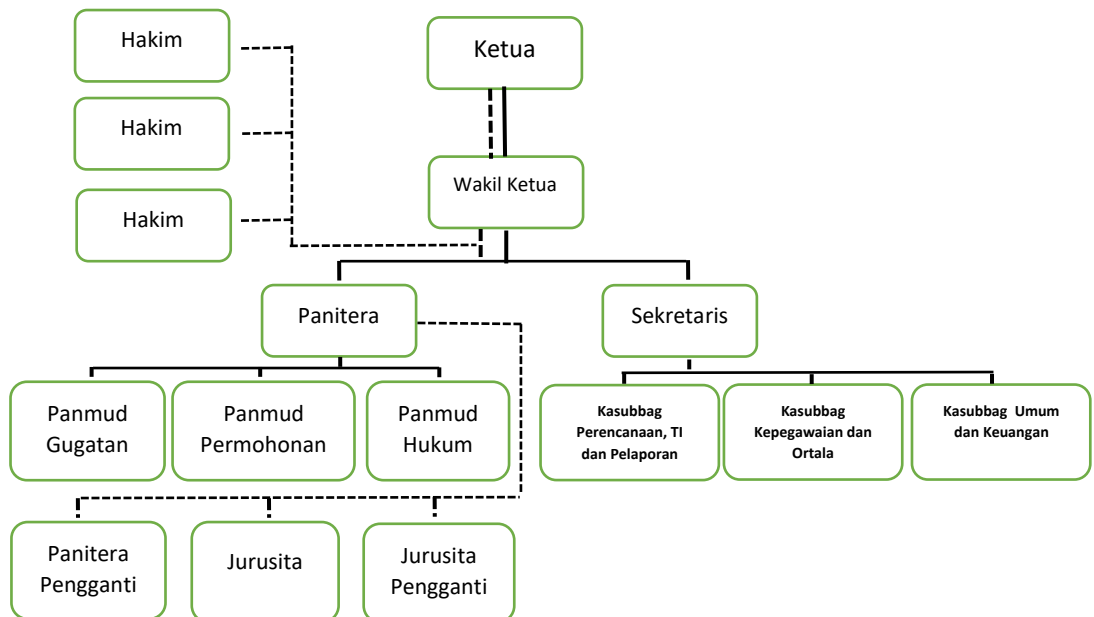 Hakim
Ketua
Hakim
Wakil Ketua
Hakim
Panitera
Sekretaris
Panmud
Gugatan
Panmud
Permohonan
Panmud
Hukum
Kasubbag
Perencanaan, TI
dan Pelaporan
Kasubbag
Kepegawaian dan
Ortala
Kasubbag Umum
dan Keuangan
Panitera
Pengganti
Jurusita
Jurusita
Pengganti